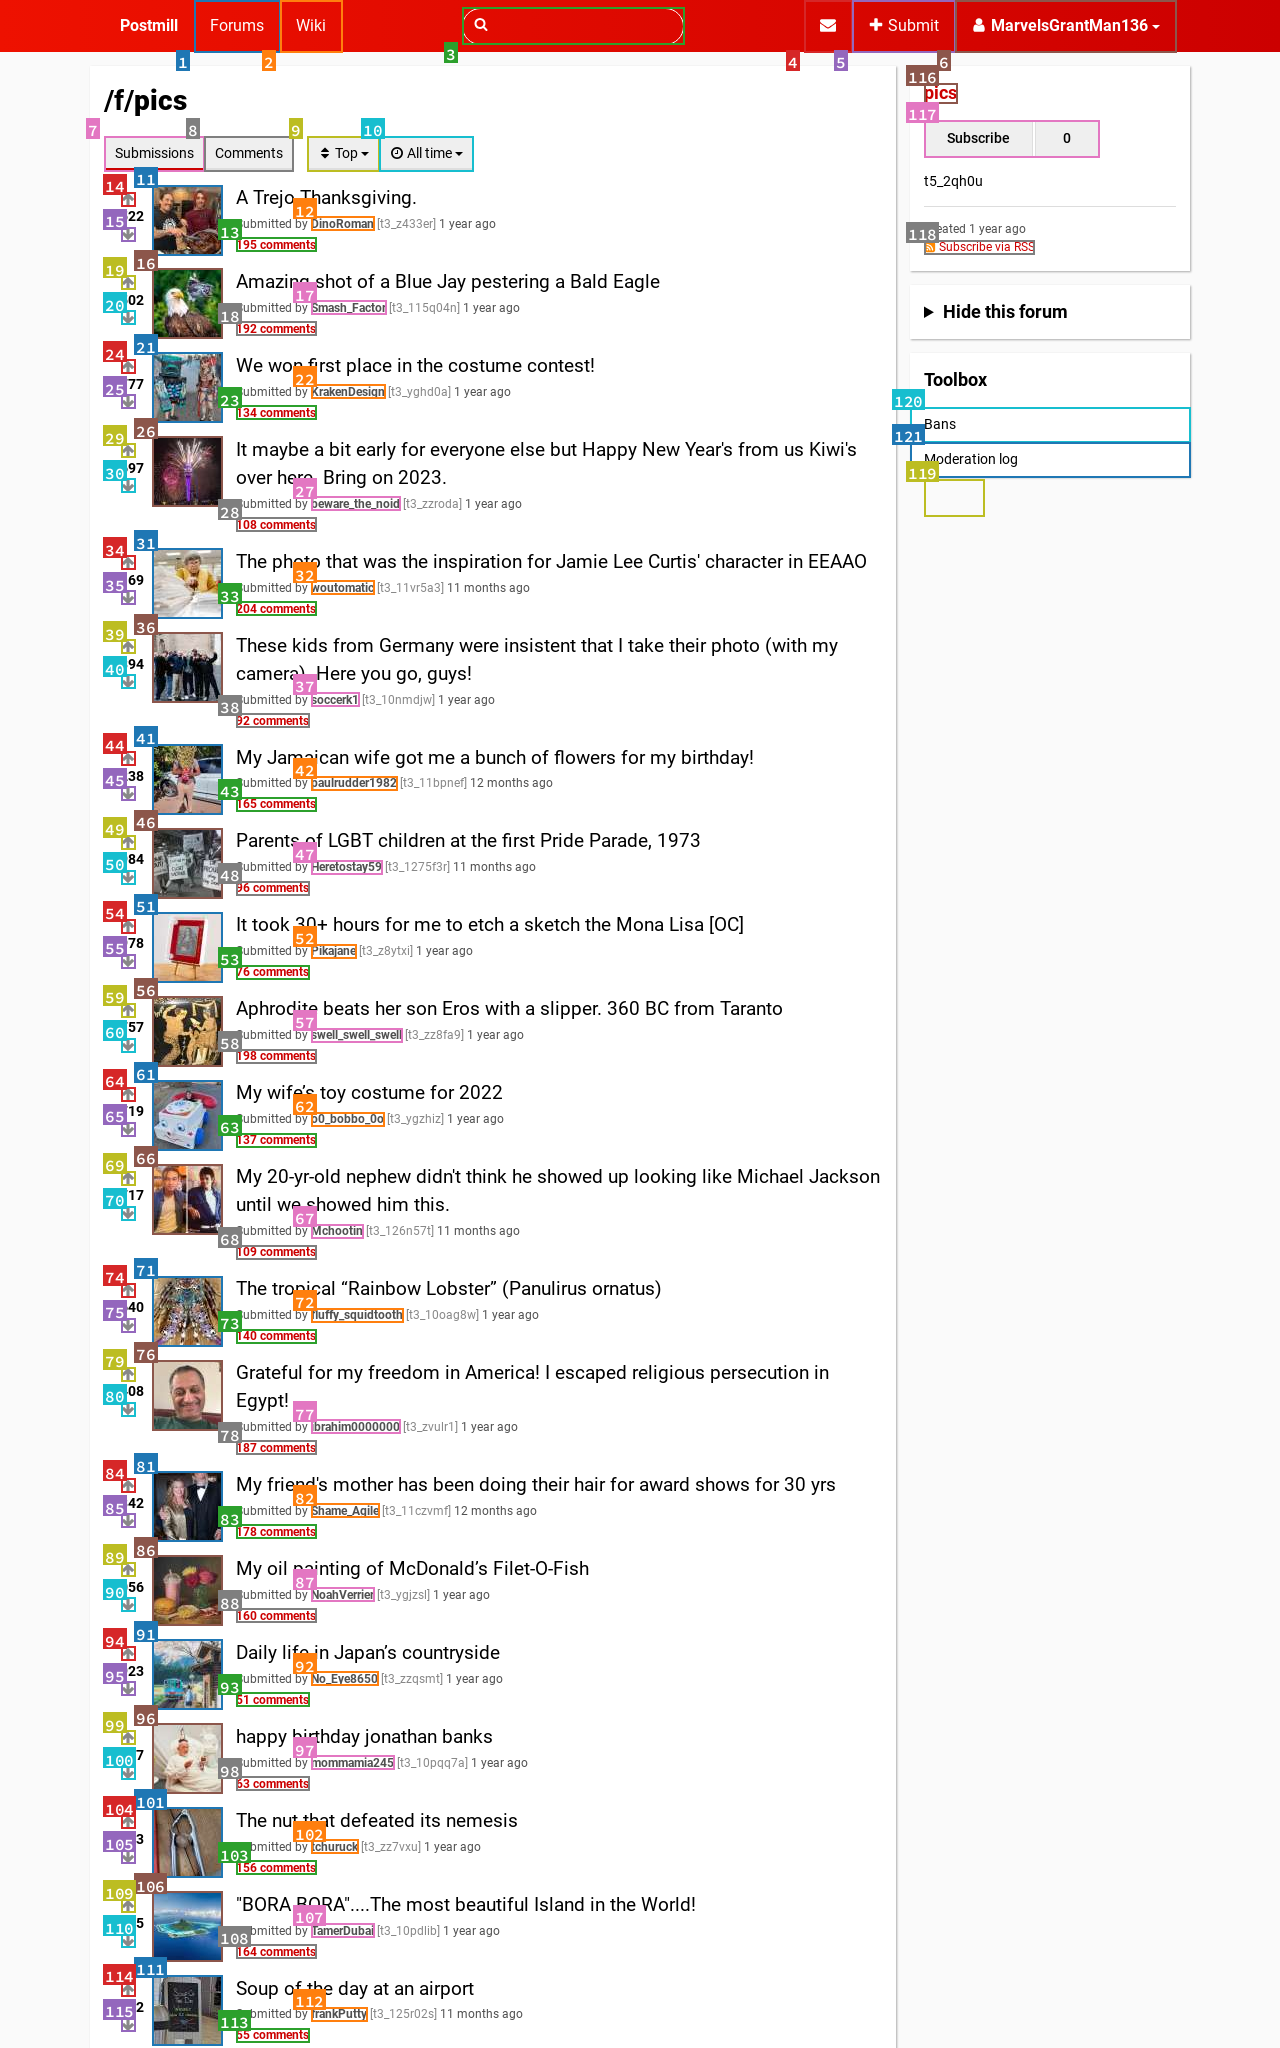 Postmill Forums Wiki Submit MarvelsGrantMan136
1 2 3 4 5 6
/f/pics
7 8 9 10
Submissions Comments Top All time
11 14 15 22
A Trejo Thanksgiving.
12 13 submitted by DinoRoman [t3_z433er] 1 year ago
195 comments
16 19 20 02
Amazing shot of a Blue Jay pestering a Bald Eagle
17 18 submitted by Smash_Factor [t3_115q04n] 1 year ago
192 comments
21 24 25 77
We won first place in the costume contest!
22 23 submitted by KrakenDesign [t3_yghd0a] 1 year ago
134 comments
26 29 30 97
It maybe a bit early for everyone else but Happy New Year's from us Kiwi's
over here. Bring on 2023.
27 28 submitted by beware_the_noid [t3_zzroda] 1 year ago
108 comments
31 34 35 69
The photo that was the inspiration for Jamie Lee Curtis' character in EEAAO
32 33 submitted by woutomatic [t3_11vr5a3] 11 months ago
204 comments
36 39 40 94
These kids from Germany were insistent that I take their photo (with my
camera). Here you go, guys!
37 38 submitted by soccerk1 [t3_10nmdjw] 1 year ago
92 comments
41 44 45 38
My Jamaican wife got me a bunch of flowers for my birthday!
42 43 submitted by paulrudder1982 [t3_11bpnef] 12 months ago
165 comments
46 49 50 84
Parents of LGBT children at the first Pride Parade, 1973
47 48 submitted by Heretostay59 [t3_1275f3r] 11 months ago
96 comments
51 54 55 78
It took 30+ hours for me to etch a sketch the Mona Lisa [OC]
52 53 submitted by Pikajane [t3_z8ytxi] 1 year ago
76 comments
56 59 60 57
Aphrodite beats her son Eros with a slipper. 360 BC from Taranto
57 58 submitted by swell_swell_swell [t3_zz8fa9] 1 year ago
198 comments
61 64 65 19
My wife’s toy costume for 2022
62 63 submitted by o0_bobbo_0o [t3_ygzhiz] 1 year ago
137 comments
66 69 70 17
My 20-yr-old nephew didn't think he showed up looking like Michael Jackson
until we showed him this.
67 68 submitted by Mchootin [t3_126n57t] 11 months ago
109 comments
71 74 75 40
The tropical “Rainbow Lobster” (Panulirus ornatus)
72 73 submitted by fluffy_squidtooth [t3_10oag8w] 1 year ago
140 comments
76 79 80 08
Grateful for my freedom in America! I escaped religious persecution in
Egypt!
77 78 submitted by ibrahim0000000 [t3_zvulr1] 1 year ago
187 comments
81 84 85 42
My friend's mother has been doing their hair for award shows for 30 yrs
82 83 submitted by Shame_Agile [t3_11czvmf] 12 months ago
178 comments
86 89 90 56
My oil painting of McDonald’s Filet-O-Fish
87 88 submitted by NoahVerrier [t3_ygjzsl] 1 year ago
160 comments
91 94 95 23
Daily life in Japan’s countryside
92 93 submitted by No_Eye8650 [t3_zzqsmt] 1 year ago
51 comments
96 99 100 7
happy birthday jonathan banks
97 98 submitted by mommamia245 [t3_10pqq7a] 1 year ago
63 comments
101 104 105 3
The nut that defeated its nemesis
102 103 submitted by tchuruck [t3_zz7vxu] 1 year ago
156 comments
106 109 110 5
"BORA BORA"....The most beautiful Island in the World!
107 108 submitted by TamerDubai [t3_10pdlib] 1 year ago
164 comments
111 114 115 2
Soup of the day at an airport
112 113 submitted by frankPutty [t3_125r02s] 11 months ago
55 comments
116 pics
117
Subscribe 0
t5_2qh0u
118 eated 1 year ago
Subscribe via RSS
Hide this forum
Toolbox
120 Bans
121 Moderation log
119